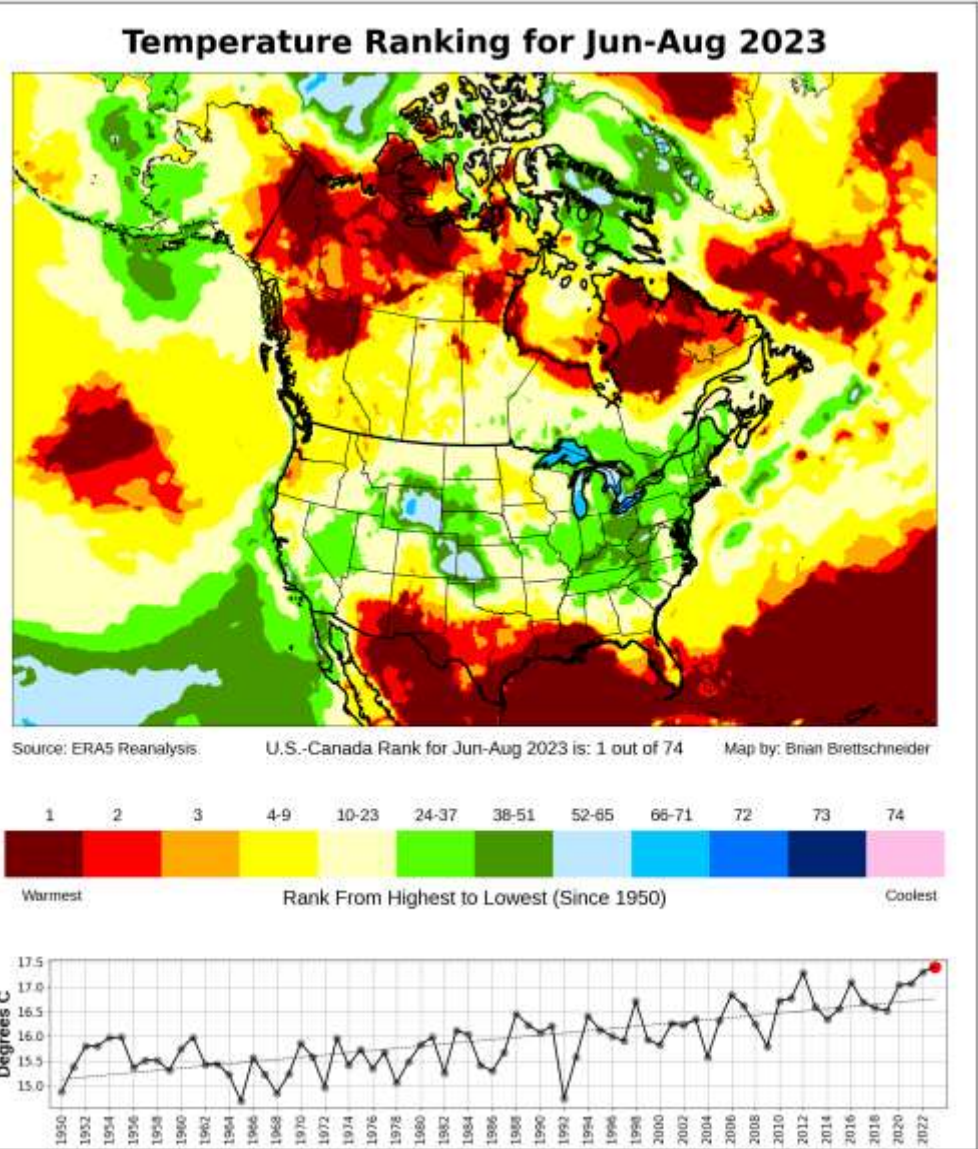 Temperature Ranking for Jun-Aug 2023
Source: ERA5 Reanalysis U.S.-Canada Rank for Jun-Aug 2023 is: 1 out of 74 Map by: Brian Brettschneider
1 2 3 4-9 10-23 24-37 38-51 52-65 66-71 72 73 74
Warmest Rank From Highest to Lowest (Since 1950) Coolest
Degrees C
17.5
17.0
16.5
16.0
15.5
15.0
1950 1952 1954 1956 1958 1960 1962 1964 1966 1968 1970 1972 1974 1976 1978 1980 1982 1984 1986 1988 1990 1992 1994 1996 1998 2000 2002 2004 2006 2008 2010 2012 2014 2016 2018 2020 2022